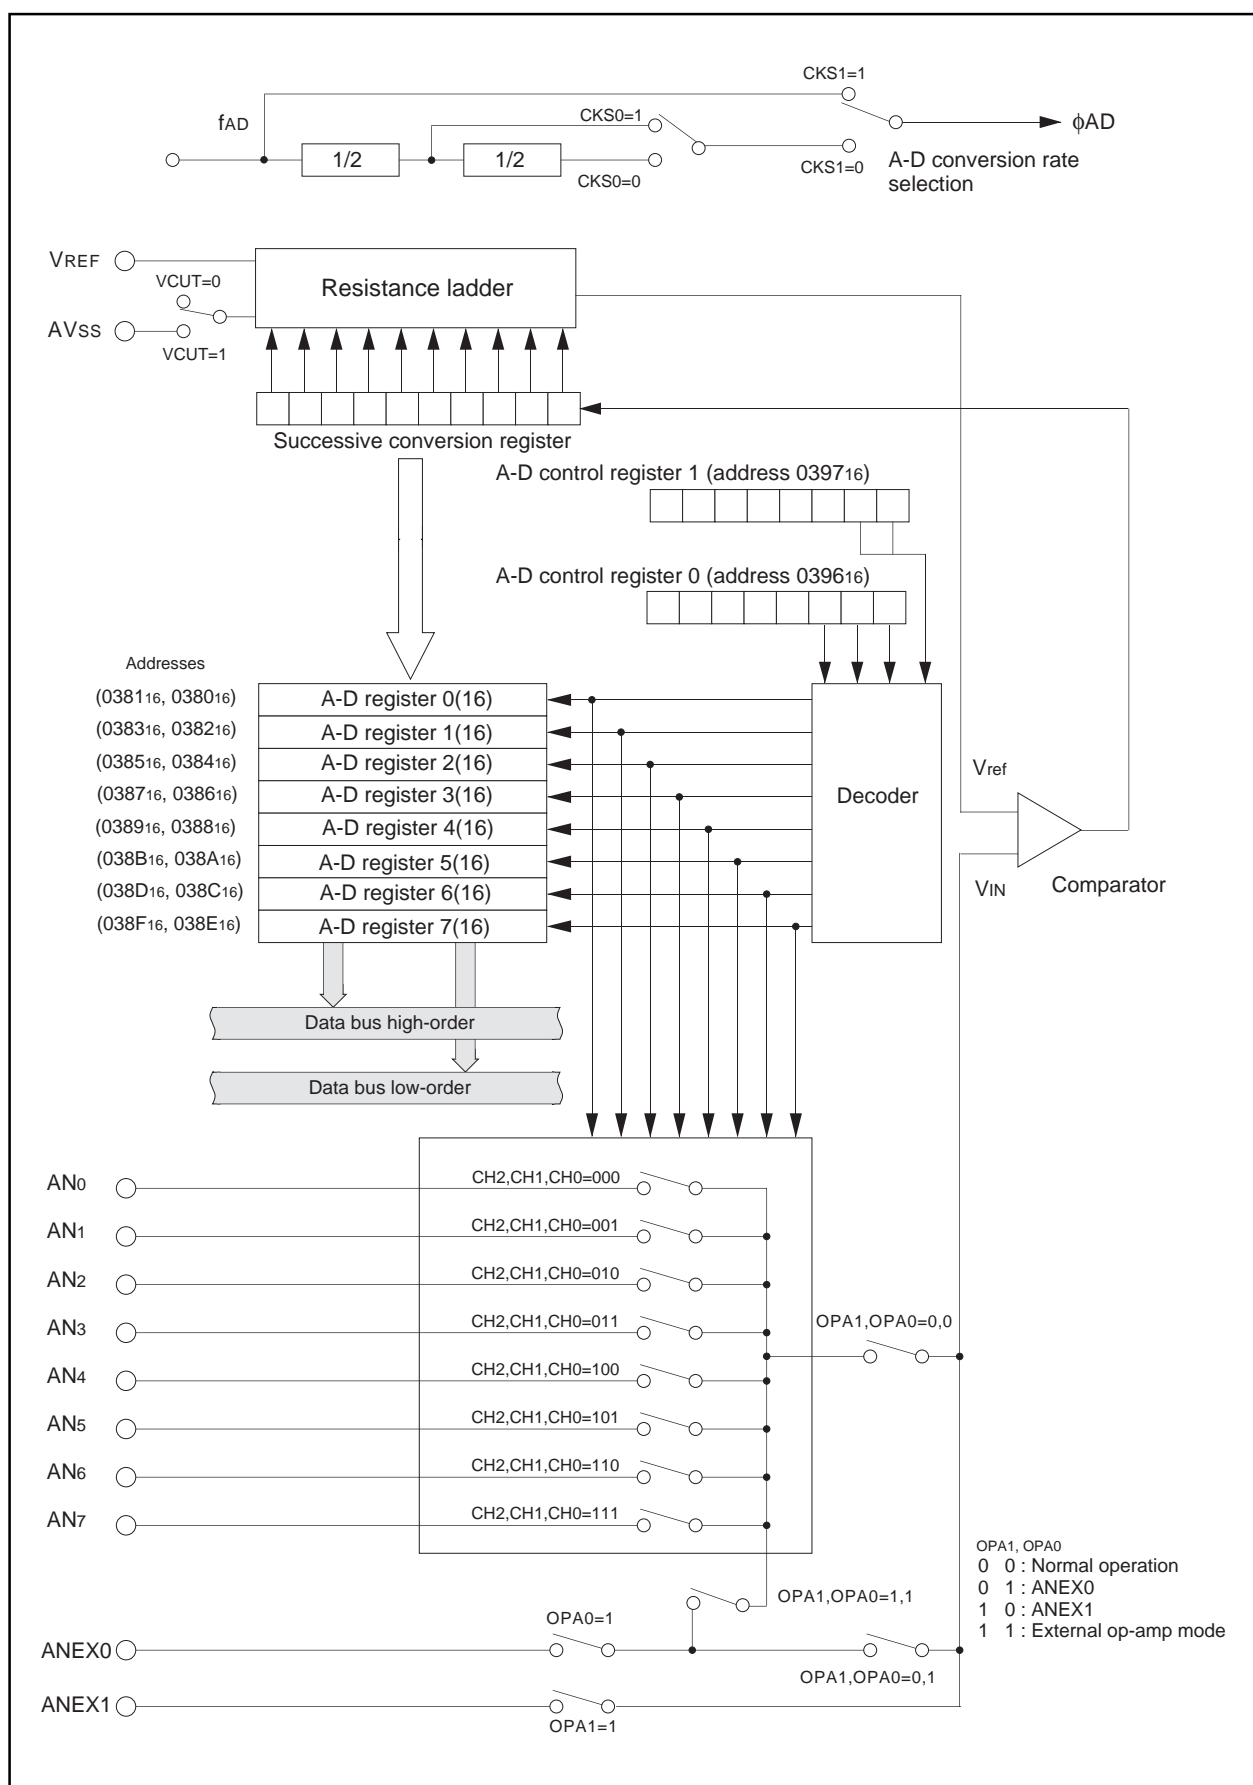 CKS1=1
CKS0=1
fAD
φAD
1/2
1/2
CKS0=0
CKS1=0
A-D conversion rate
selection
VREF
VCUT=0
Resistance ladder
AVSS
VCUT=1
Successive conversion register
A-D control register 1 (address 039716)
A-D control register 0 (address 039616)
Addresses
(038116, 038016)
A-D register 0(16)
(038316, 038216)
A-D register 1(16)
(038516, 038416)
A-D register 2(16)
(038716, 038616)
A-D register 3(16)
(038916, 038816)
A-D register 4(16)
(038B16, 038A16)
A-D register 5(16)
(038D16, 038C16)
A-D register 6(16)
(038F16, 038E16)
A-D register 7(16)
Decoder
Vref
VIN
Comparator
Data bus high-order
Data bus low-order
AN0
CH2,CH1,CH0=000
AN1
CH2,CH1,CH0=001
AN2
CH2,CH1,CH0=010
AN3
CH2,CH1,CH0=011
OPA1,OPA0=0,0
AN4
CH2,CH1,CH0=100
AN5
CH2,CH1,CH0=101
AN6
CH2,CH1,CH0=110
AN7
CH2,CH1,CH0=111
OPA1, OPA0
0 0 : Normal operation
0 1 : ANEX0
1 0 : ANEX1
1 1 : External op-amp mode
OPA1,OPA0=1,1
OPA0=1
ANEX0
OPA1,OPA0=0,1
ANEX1
OPA1=1